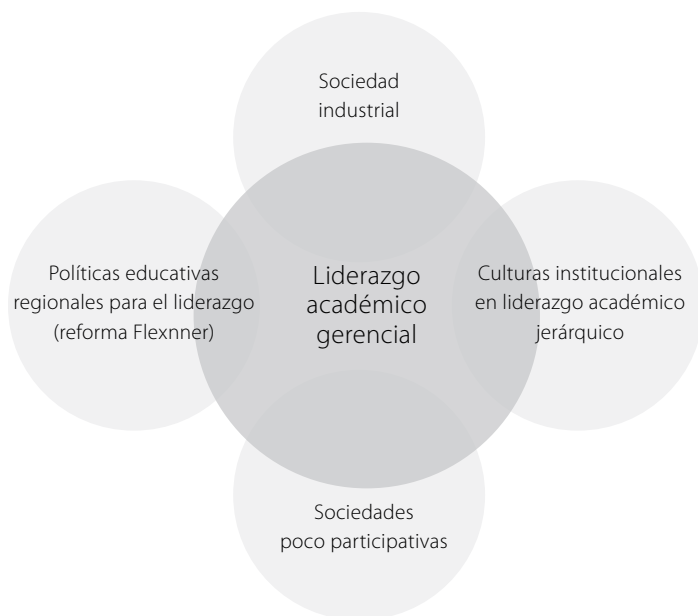 Sociedad
industrial
Políticas educativas
regionales para el liderazgo
(reforma Flexnner)
Liderazgo
académico
gerencial
Culturas institucionales
en liderazgo académico
jerárquico
Sociedades
poco participativas